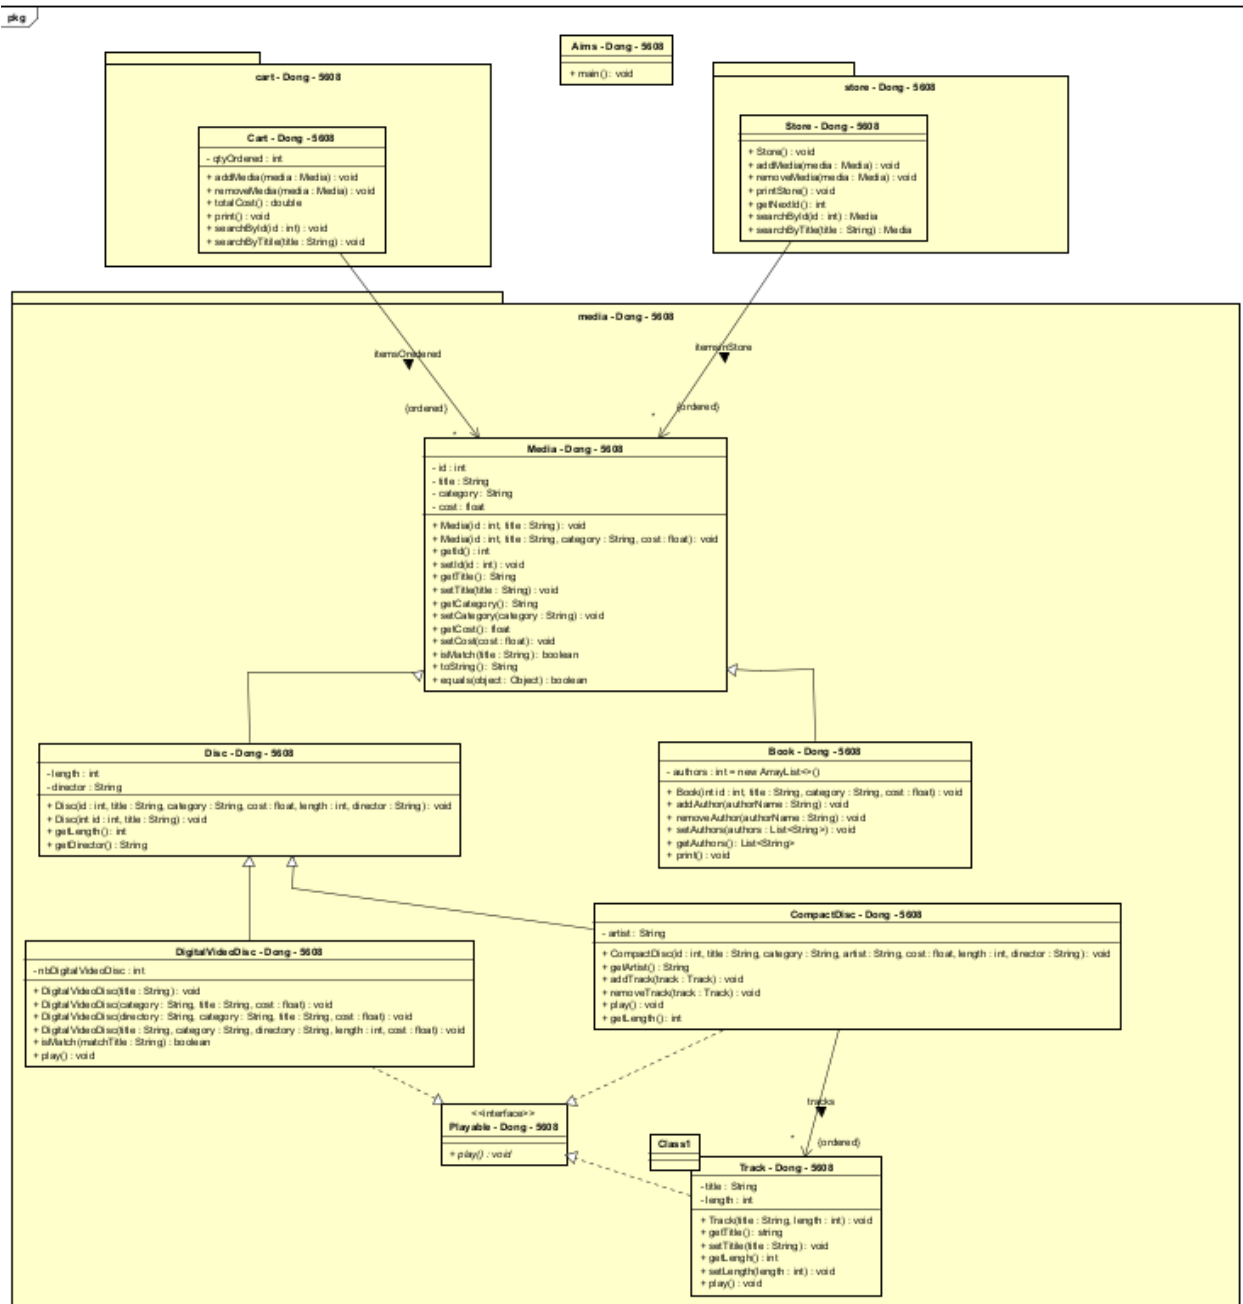 pkg
Aims - Dong - 5608
+ main() : void
cart - Dong - 5608
Cart - Dong - 5608
- qtyOrdered : int
+ addMedia(media : Media) : void
+ removeMedia(media : Media) : void
+ totalCost() : double
+ print() : void
+ searchById(id : int) : void
+ searchByTitile(title : String) : void
store - Dong - 5608
Store - Dong - 5608
+ Store() : void
+ addMedia(media : Media) : void
+ removeMedia(media : Media) : void
+ printStore() : void
+ getNextId() : int
+ searchById(id : int) : Media
+ searchByTitle(title : String) : Media
media - Dong - 5608
itemsOredered
itemsInStore
{ordered}
{ordered}
*
*
Media - Dong - 5608
- id : int
- title : String
- category : String
- cost : float
+ Media(id : int, title : String) : void
+ Media(id : int, title : String, category : String, cost : float) : void
+ getId() : int
+ setId(id : int) : void
+ getTitle() : String
+ setTitle(title : String) : void
+ getCategory() : String
+ setCategory(category : String) : void
+ getCost() : float
+ setCost(cost : float) : void
+ isMatch(title : String) : boolean
+ toString() : String
+ equals(object : Object) : boolean
Disc - Dong - 5608
- length : int
- director : String
+ Disc(id : int, title : String, category : String, cost : float, length : int, director : String) : void
+ Disc(int id : int, title : String) : void
+ getLength() : int
+ getDirector() : String
Book - Dong - 5608
- authors : int = new ArrayList<>()
+ Book(int id : int, title : String, category : String, cost : float) : void
+ addAuthor(authorName : String) : void
+ removeAuthor(authorName : String) : void
+ setAuthors(authors : List<String>) : void
+ getAuthors() : List<String>
+ print() : void
CompactDisc - Dong - 5608
- artist : String
+ CompactDisc(id : int, title : String, category : String, artist : String, cost : float, length : int, director : String) : void
+ getArtist() : String
+ addTrack(track : Track) : void
+ removeTrack(track : Track) : void
+ play() : void
+ getLength() : int
DigitalVideoDisc - Dong - 5608
- nbDigitalVideoDisc : int
+ DigitalVideoDisc(title : String) : void
+ DigitalVideoDisc(category : String, title : String, cost : float) : void
+ DigitalVideoDisc(directory : String, category : String, title : String, cost : float) : void
+ DigitalVideoDisc(title : String, category : String, directory : String, length : int, cost : float) : void
+ isMatch(matchTitle : String) : boolean
+ play() : void
<<interface>>
Playable - Dong - 5608
+ play() : void
tracks
*
{ordered}
Class1
Track - Dong - 5608
- title : String
- length : int
+ Track(title : String, length : int) : void
+ getTitle() : string
+ setTitile(title : String) : void
+ getLengh() : int
+ setLength(length : int) : void
+ play() : void